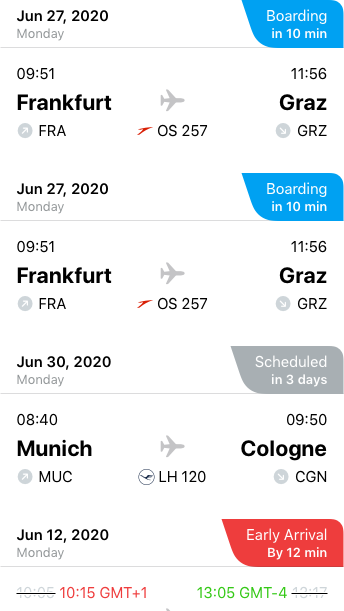 Jun 27, 2020 Boarding
Monday in 10 min
09:51 11:56
Frankfurt Graz
FRA OS 257 GRZ
Jun 27, 2020 Boarding
Monday in 10 min
09:51 11:56
Frankfurt Graz
FRA OS 257 GRZ
Jun 30, 2020 Scheduled
Monday in 3 days
08:40 09:50
Munich Cologne
MUC LH 120 CGN
Jun 12, 2020 Early Arrival
Monday By 12 min
10:05 10:15 GMT+1 13:05 GMT-4 13:17